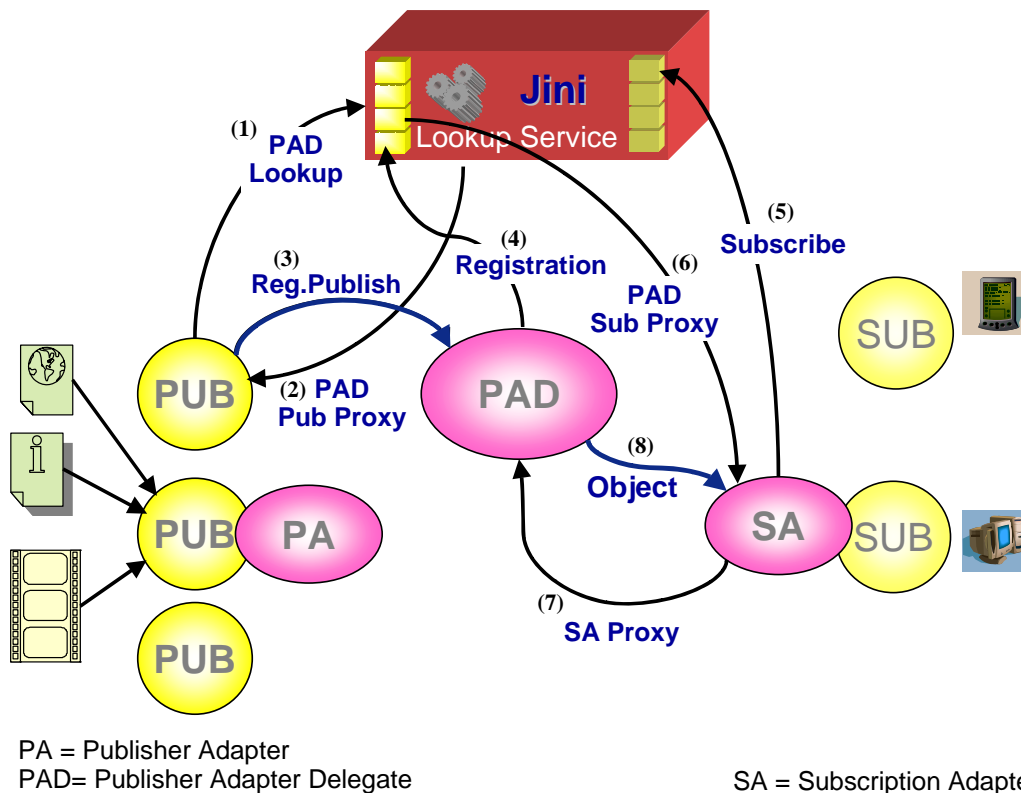 Jini
Lookup Service
(1)
PAD
Lookup
(5)
Subscribe
(4)
Registration
(3)
Reg.Publish
(6)
PAD
Sub Proxy
SUB
PUB
(2) PAD
Pub Proxy
PAD
(8)
Object
i
PUB
PA
SA
SUB
(7)
SA Proxy
PUB
PA = Publisher Adapter
PAD= Publisher Adapter Delegate
SA = Subscription Adapte